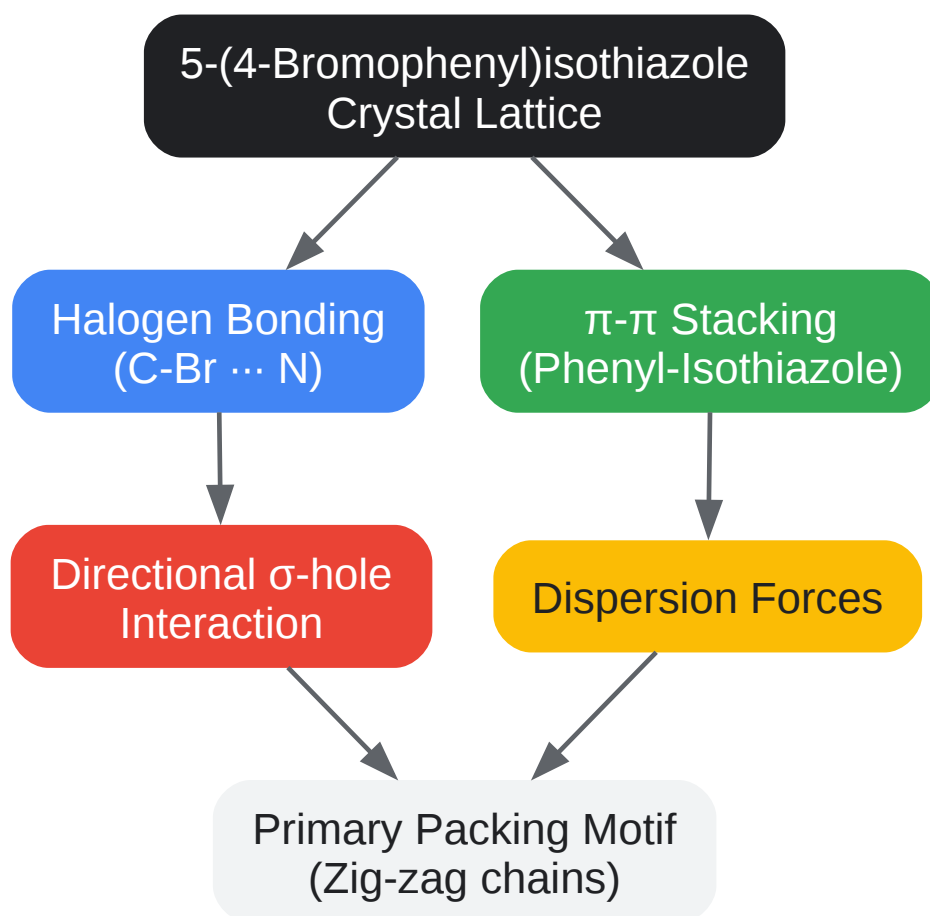 5-(4-Bromophenyl)isothiazole
Crystal Lattice
Halogen Bonding
(C-Br ··· N)
π-π Stacking
(Phenyl-Isothiazole)
Directional σ-hole
Interaction
Dispersion Forces
Primary Packing Motif
(Zig-zag chains)